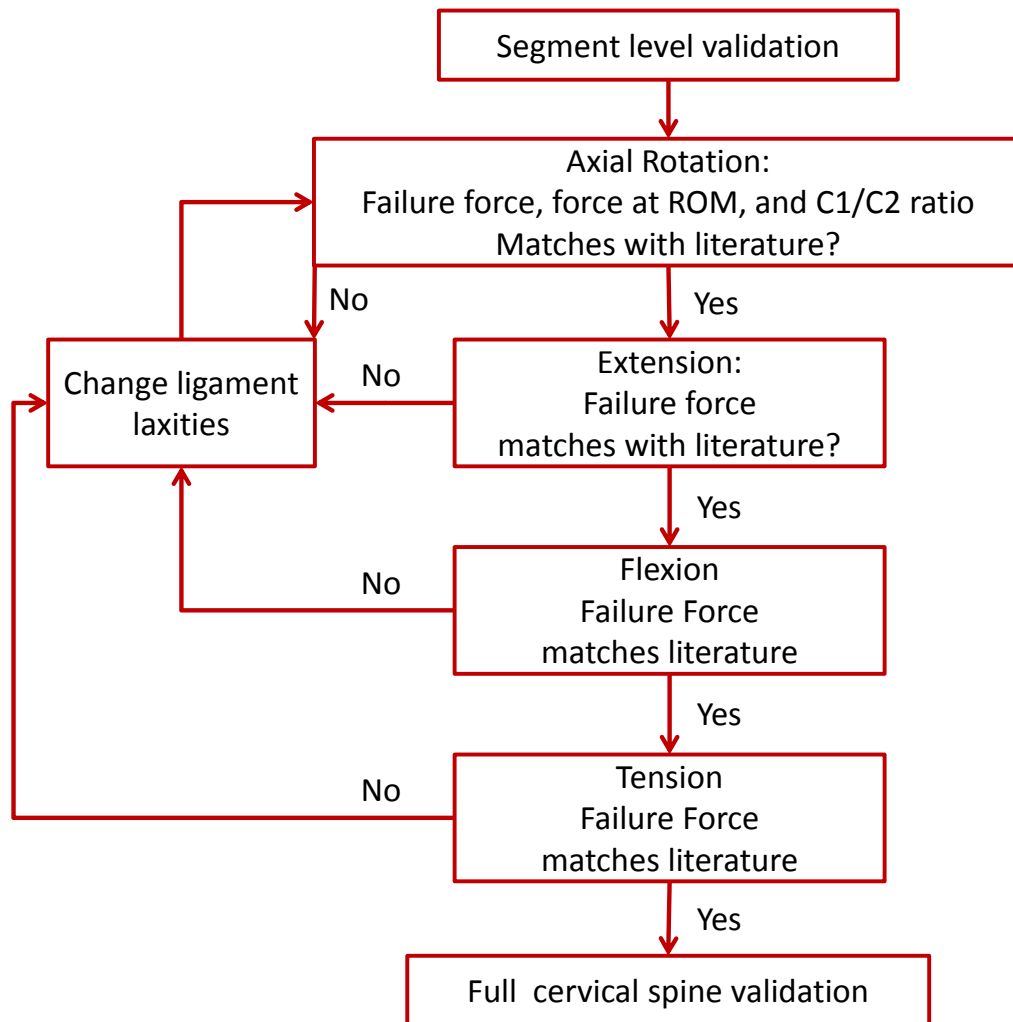 Segment level validation
Axial Rotation:
Failure force, force at ROM, and C1/C2 ratio
Matches with literature?
No
Yes
Change ligament
laxities
No
Extension:
Failure force
matches with literature?
Yes
No
Flexion
Failure Force
matches literature
Yes
No
Tension
Failure Force
matches literature
Yes
Full cervical spine validation